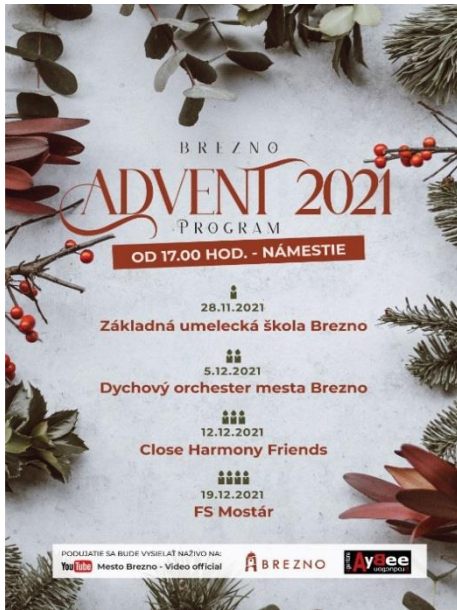 BREZNO
ADVENT 2021
PROGRAM
OD 17.00 HOD. - NÁMESTIE
28.11.2021
Základná umelecká škola Brezno
5.12.2021
Dychový orchester mesta Brezno
12.12.2021
Close Harmony Friends
19.12.2021
FS Mostár
PODUJATIE SA BUDE VYSIELAŤ NAŽIVO NA:
YouTube Mesto Brezno - Video official
BREZNO
AyBee